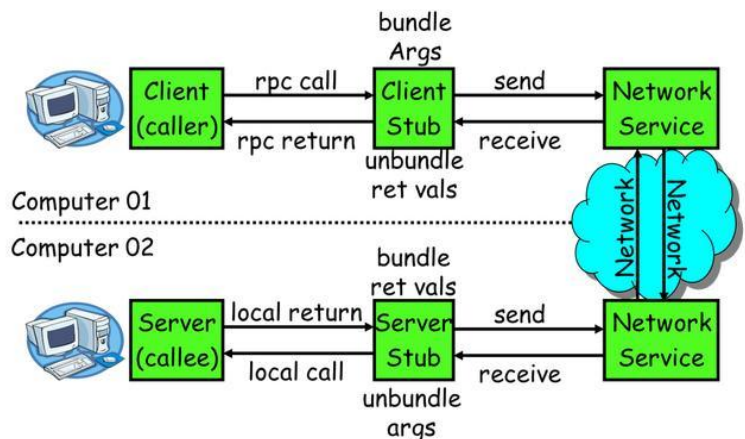 bundle
Args
Client
(caller)
rpc call
rpc return
Client
Stub
send
receive
Network
Service
unbundle
ret vals
Computer 01
Computer 02
Network
Network
bundle
ret vals
Server
(callee)
local return
local call
Server
Stub
send
receive
Network
Service
unbundle
args